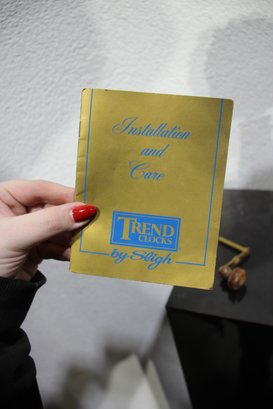 Installation
and
Care
TREND
CLOCKS
by Sligh